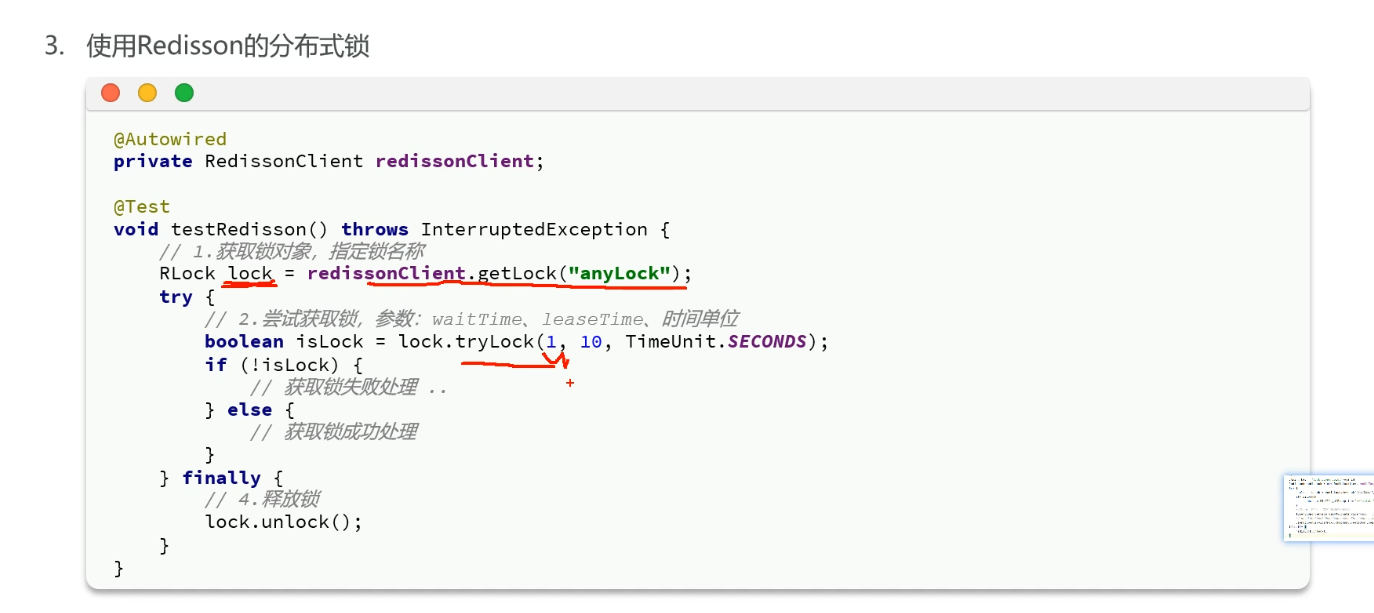 3. 使用Redisson的分布式锁
@Autowired
private RedissonClient redissonClient;
@Test
void testRedisson() throws InterruptedException {
// 1.获取锁对象，指定锁名称
RLock lock = redissonClient.getLock("anyLock");
try {
// 2.尝试获取锁，参数：waitTime、leaseTime、时间单位
boolean isLock = lock.tryLock(1, 10, TimeUnit.SECONDS);
if (!isLock) {
// 获取锁失败处理 ..
} else {
// 获取锁成功处理
}
} finally {
// 4.释放锁
lock.unlock();
}
}